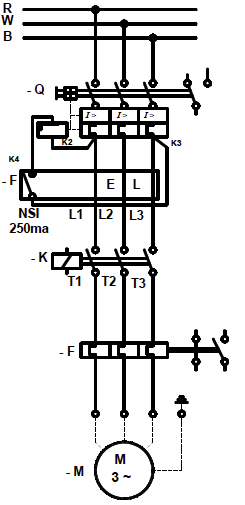 R
W
B
- Q
I > I > I >
K2 K3
K4
- F E L
NSI
250ma
L1 L2 L3
- K
T1 T2 T3
- F
- M
M
3 ~